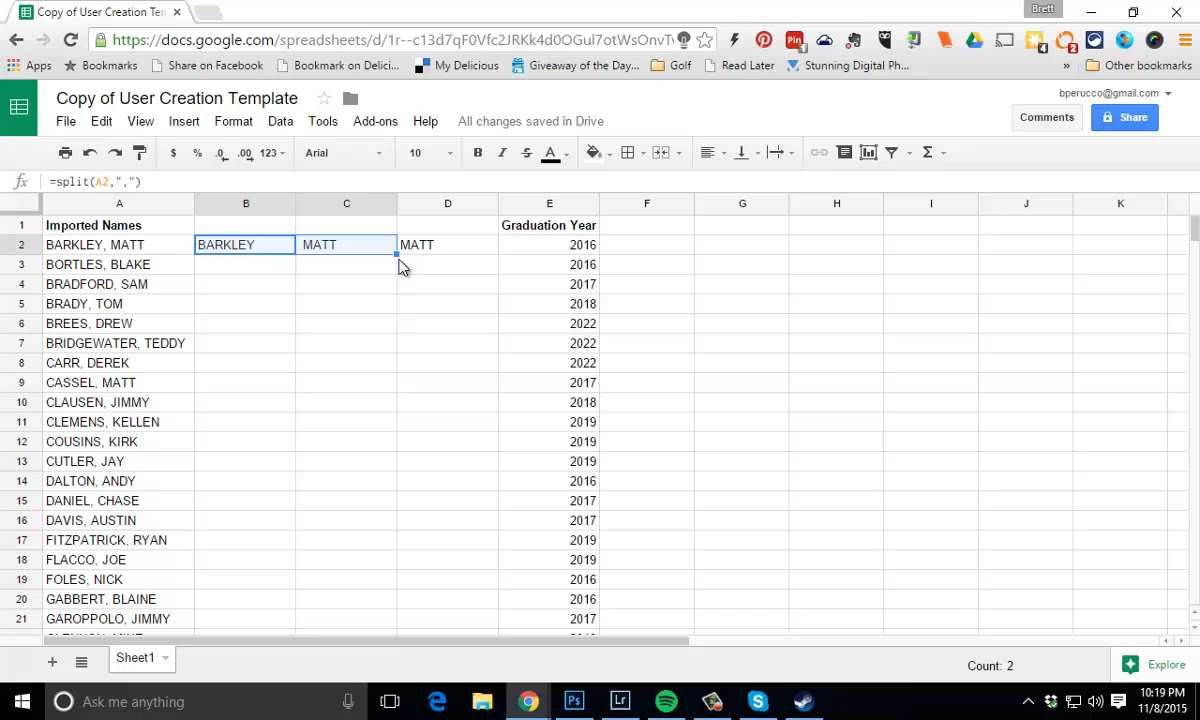 Copy of User Creation Tem
Brett
https://docs.google.com/spreadsheets/d/1r--c13d7qF0Vfc2JRKk4d0OGul7otWsOnvT
Apps
Bookmarks
Share on Facebook
Bookmark on Delici...
My Delicious
Giveaway of the Day...
Golf
Read Later
Stunning Digital Ph...
»
Other bookmarks
Copy of User Creation Template
bperucco@gmail.com
File Edit View Insert Format Data Tools Add-ons Help All changes saved in Drive
Comments
Share
$ % .0 .00 123 Arial 10 B I S A Σ
fx =split(A2,",")
A B C D E F G H I J K
1 Imported Names Graduation Year
2 BARKLEY, MATT BARKLEY MATT MATT 2016
3 BORTLES, BLAKE 2016
4 BRADFORD, SAM 2017
5 BRADY, TOM 2018
6 BREES, DREW 2022
7 BRIDGEWATER, TEDDY 2022
8 CARR, DEREK 2022
9 CASSEL, MATT 2017
10 CLAUSEN, JIMMY 2018
11 CLEMENS, KELLEN 2019
12 COUSINS, KIRK 2019
13 CUTLER, JAY 2019
14 DALTON, ANDY 2016
15 DANIEL, CHASE 2017
16 DAVIS, AUSTIN 2017
17 FITZPATRICK, RYAN 2019
18 FLACCO, JOE 2019
19 FOLES, NICK 2016
20 GABBERT, BLAINE 2016
21 GAROPPOLO, JIMMY 2017
Sheet1
Count: 2
Explore
Ask me anything
Ps
Lr
10:19 PM
11/8/2015